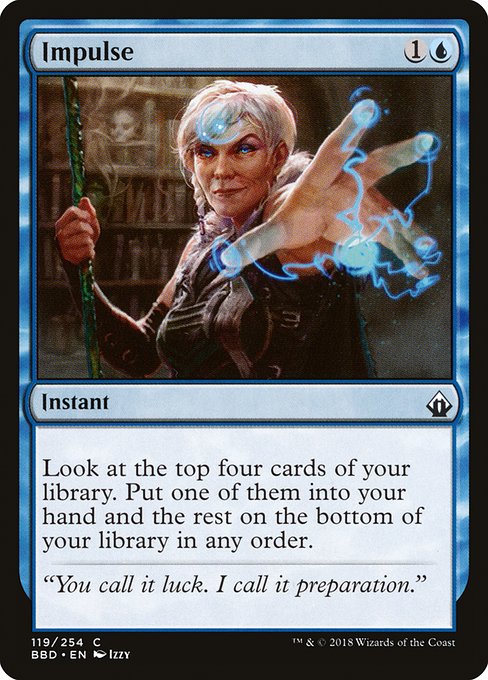 Impulse 1
Instant
Look at the top four cards of your
library. Put one of them into your
hand and the rest on the bottom of
your library in any order.
“You call it luck. I call it preparation.”
119/254 C ™ & © 2018 Wizards of the Coast
BBD • EN Izzy